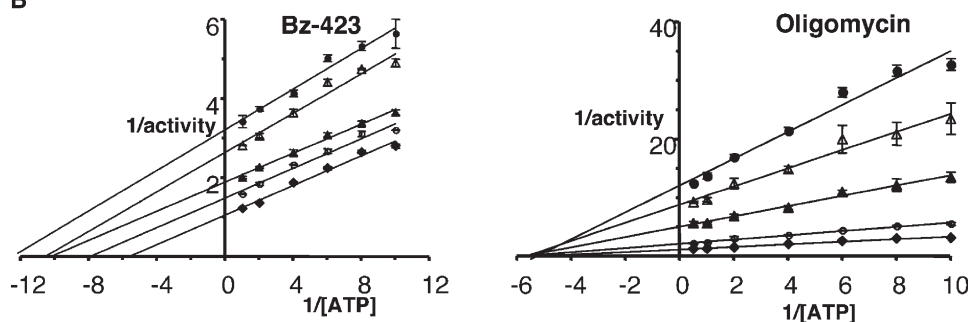 B
Bz-423
6
4
1/activity
2
-12 -8 -4 0 4 8 12
1/[ATP]
Oligomycin
40
1/activity
20
-6 -4 -2 0 2 4 6 8 10
1/[ATP]